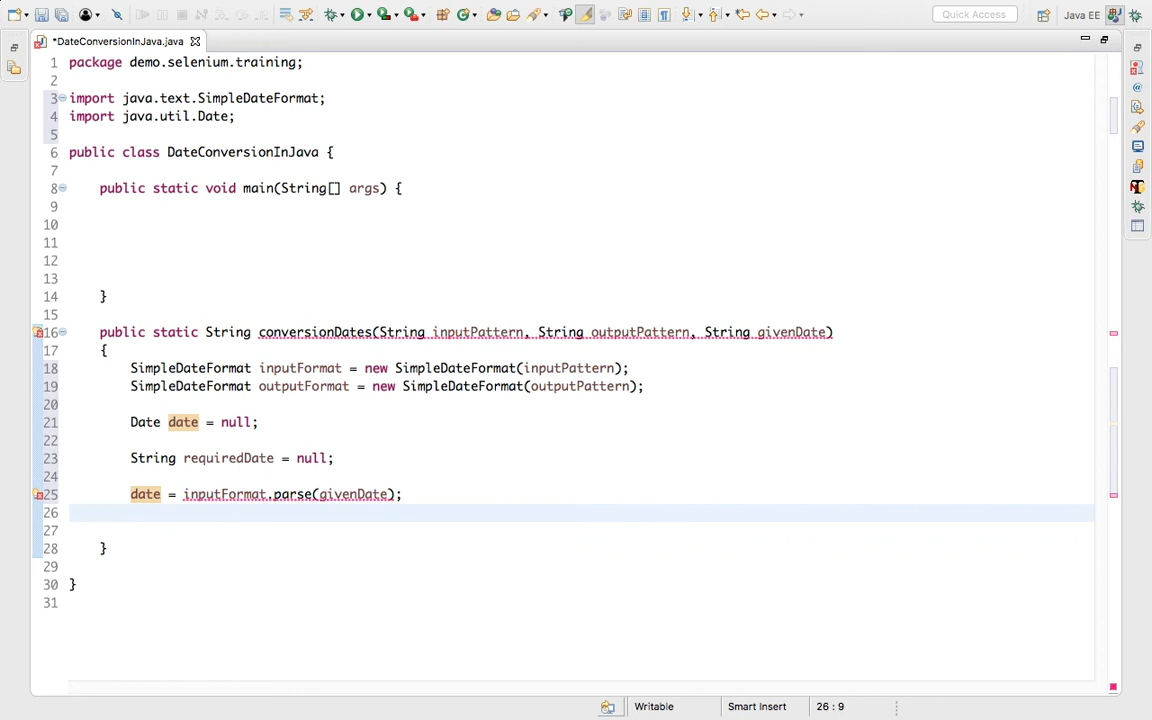 Quick Access
Java EE
*DateConversionInJava.java
1 package demo.selenium.training;
2
3 import java.text.SimpleDateFormat;
4 import java.util.Date;
5
6 public class DateConversionInJava {
7
8 public static void main(String[] args) {
9
10
11
12
13
14 }
15
16 public static String conversionDates(String inputPattern, String outputPattern, String givenDate)
17 {
18 SimpleDateFormat inputFormat = new SimpleDateFormat(inputPattern);
19 SimpleDateFormat outputFormat = new SimpleDateFormat(outputPattern);
20
21 Date date = null;
22
23 String requiredDate = null;
24
25 date = inputFormat.parse(givenDate);
26
27
28 }
29
30 }
31
Writable
Smart Insert
26 : 9